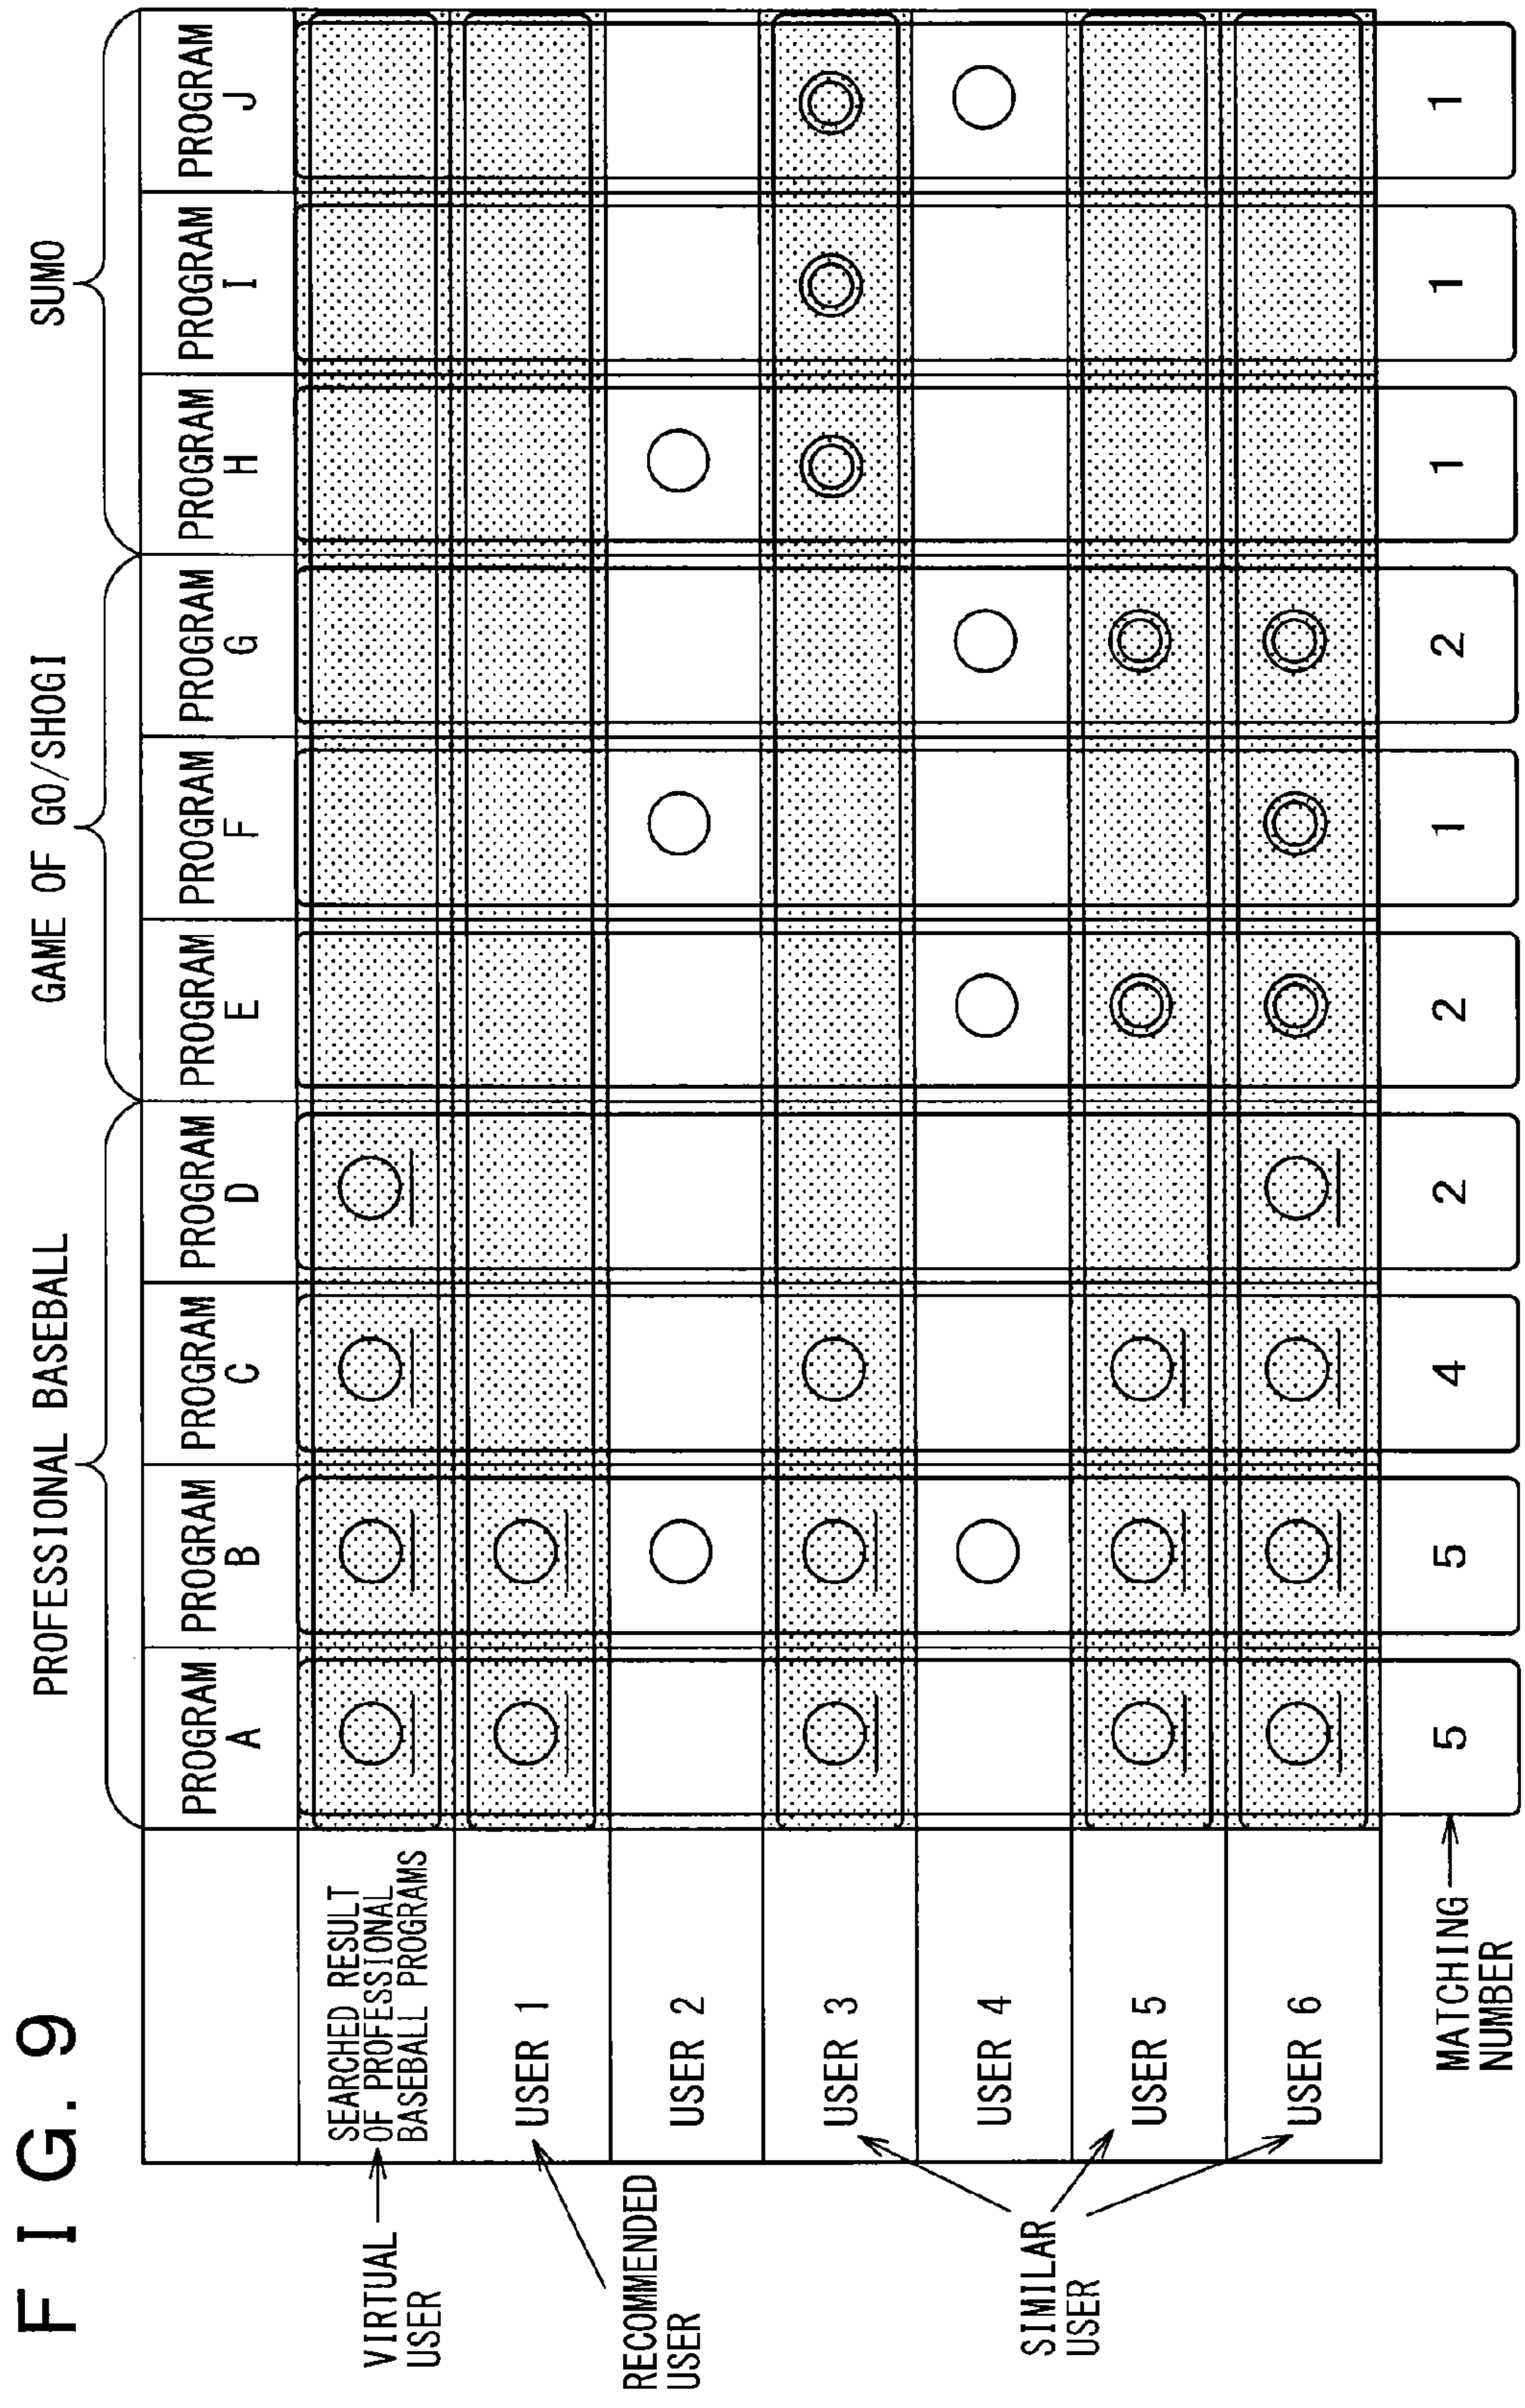 FIG. 9
PROFESSIONAL BASEBALL
GAME OF GO/SHOGI
SUMO
PROGRAM A
PROGRAM B
PROGRAM C
PROGRAM D
PROGRAM E
PROGRAM F
PROGRAM G
PROGRAM H
PROGRAM I
PROGRAM J
VIRTUAL
USER
SEARCHED RESULT
OF PROFESSIONAL
BASEBALL PROGRAMS
RECOMMENDED
USER
USER 1
USER 2
USER 3
SIMILAR
USER
USER 4
USER 5
USER 6
MATCHING
NUMBER
5 5 4 2 2 1 2 1 1 1